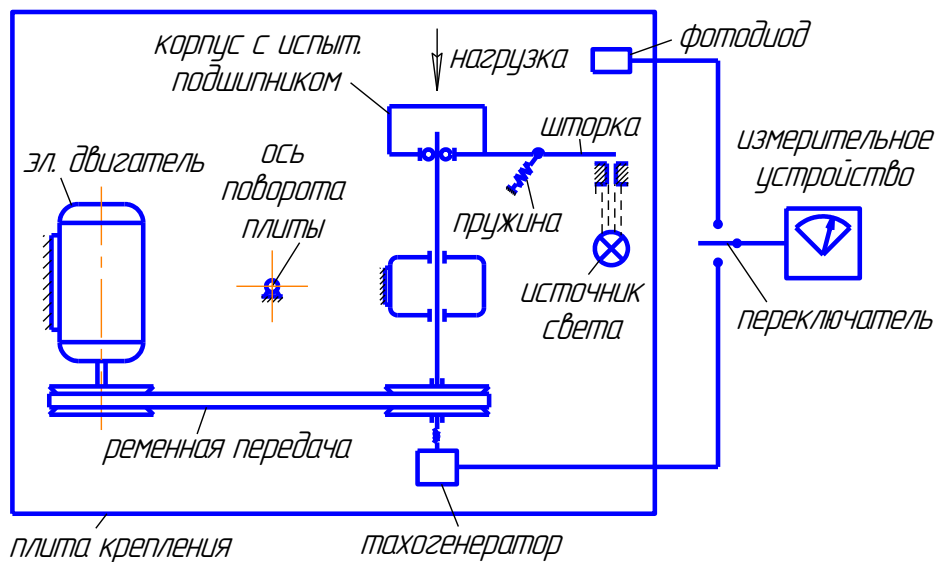 корпус с испыт.
подшипником
нагрузка
фотодиод
шторка
измерительное
устройство
эл. двигатель
ось
поворота
плиты
пружина
источник
света
переключатель
ременная передача
плита крепления
тахогенератор